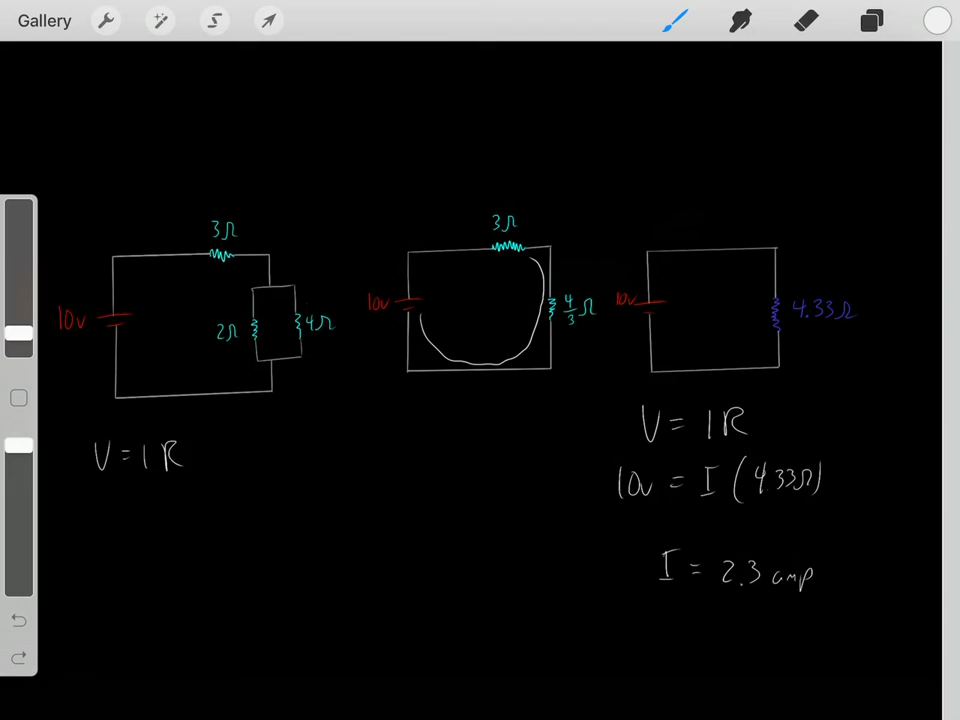 Gallery
3Ω
10v
2Ω
4Ω
V = IR
3Ω
10v
4/3 Ω
10v
4.33Ω
V = IR
10v = I (4.33Ω)
I = 2.3 amp